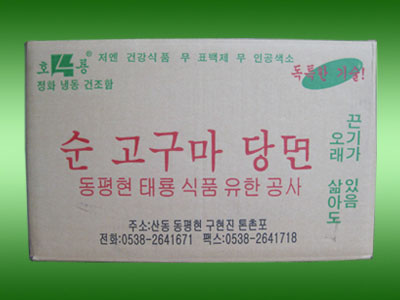 호4룡®
정화 냉동 건조함
저엔 건강식품 무 표백제 무 인공색소
독특한 기술!
순 고구마 당면
동평현 태룡 식품 유한 공사
끈기가 있음
오래 삶아도
주소:산동 동평현 구현진 톤촌포
전화:0538-2641671 팩스:0538-2641718